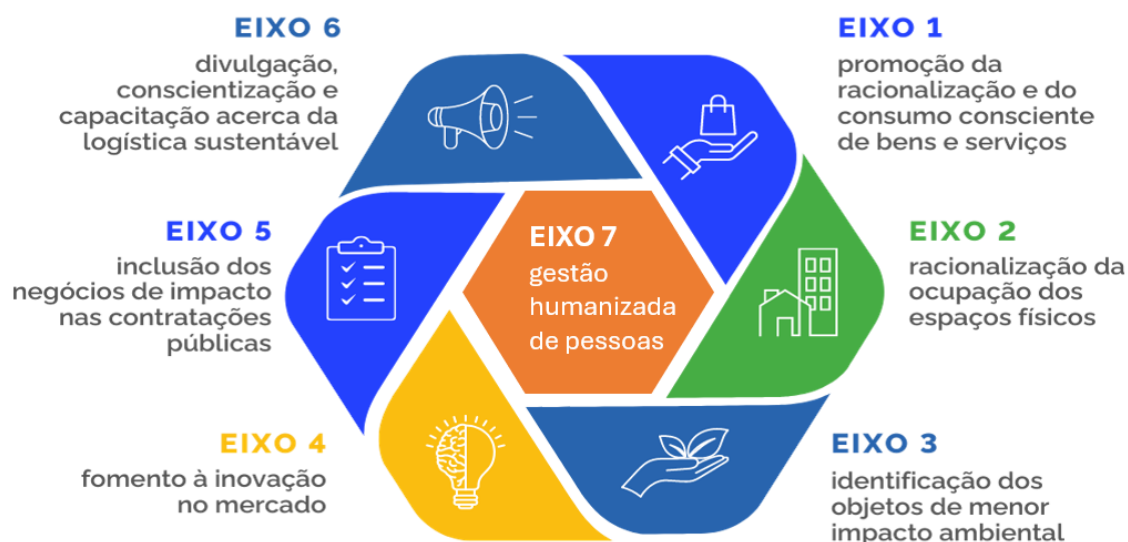 EIXO 1
promoção da
racionalização e do
consumo consciente
de bens e serviços
EIXO 2
racionalização da
ocupação dos
espaços físicos
EIXO 3
identificação dos
objetos de menor
impacto ambiental
EIXO 4
fomento à inovação
no mercado
EIXO 5
inclusão dos
negócios de impacto
nas contratações
públicas
EIXO 6
divulgação,
conscientização e
capacitação acerca da
logística sustentável
EIXO 7
gestão
humanizada
de pessoas